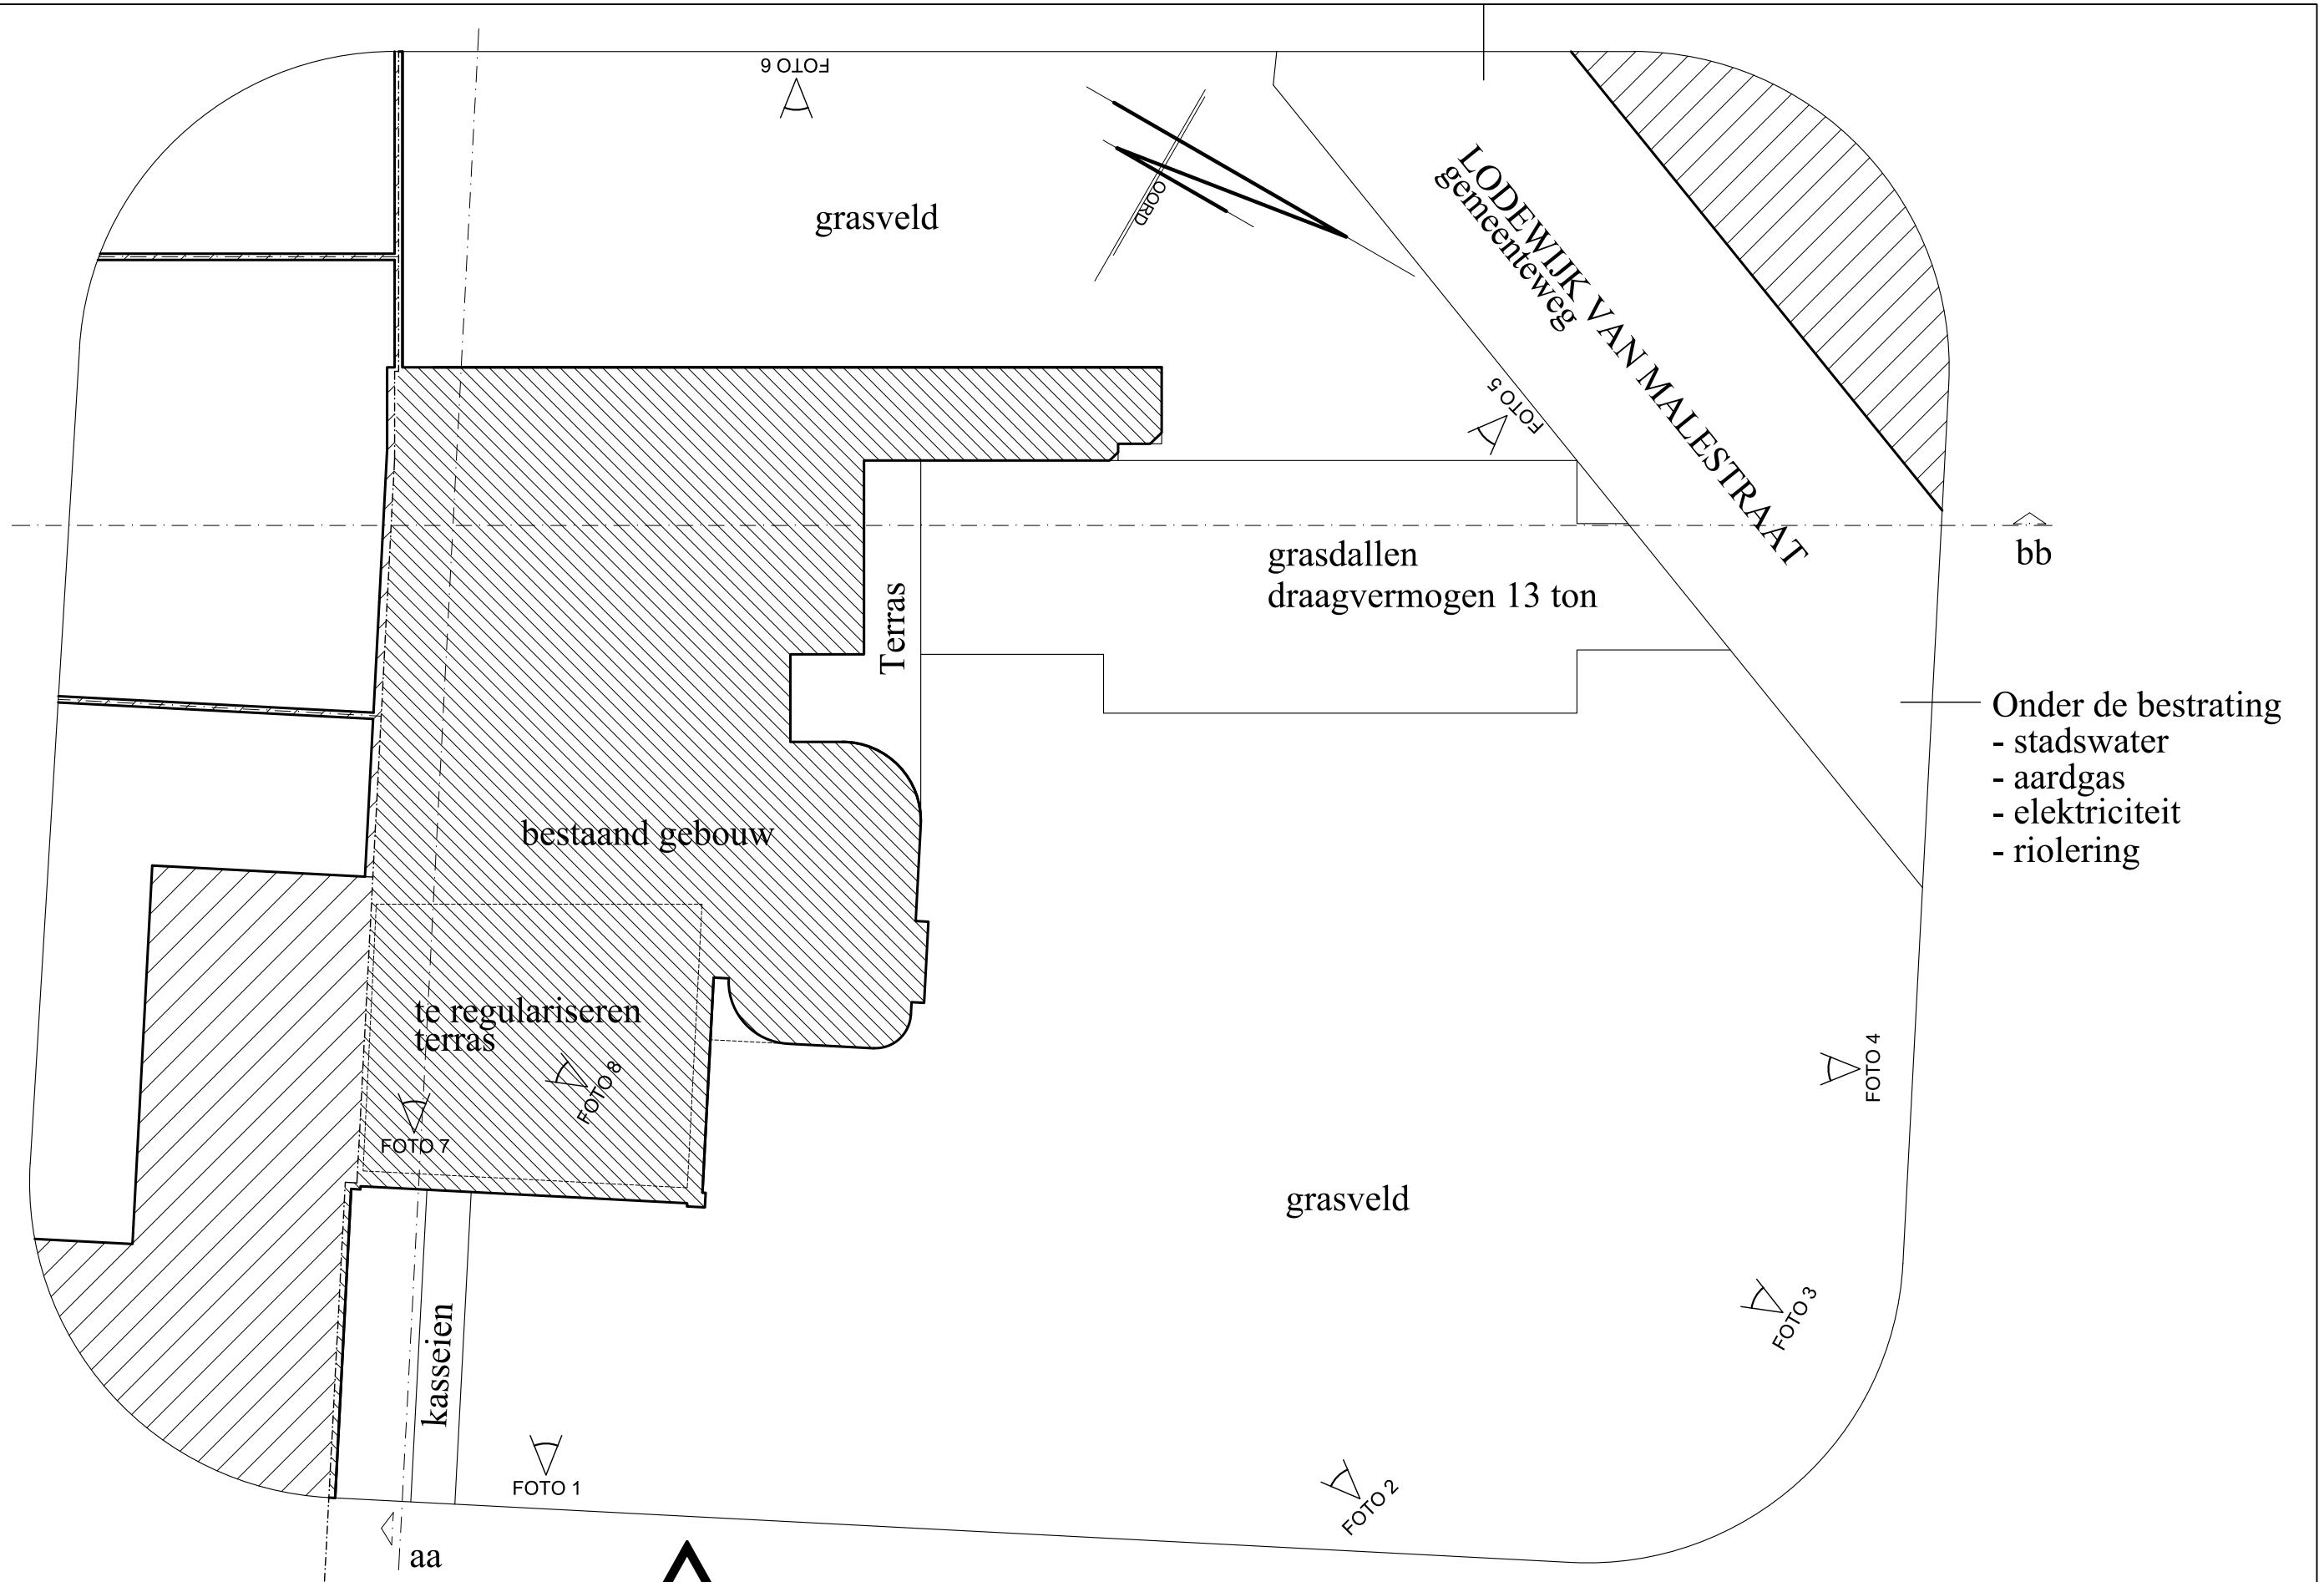 FOTO 6
grasveld
OORD
LODEWIJK VAN MALESTRAAT
gemeenteweg
FOTO 5
bb
grasdallen
draagvermogen 13 ton
Terras
Onder de bestrating
- stadswater
- aardgas
- elektriciteit
- riolering
bestaand gebouw
te regulariseren
terras
FOTO 8
FOTO 7
FOTO 4
grasveld
FOTO 3
kasseien
FOTO 1
FOTO 2
aa